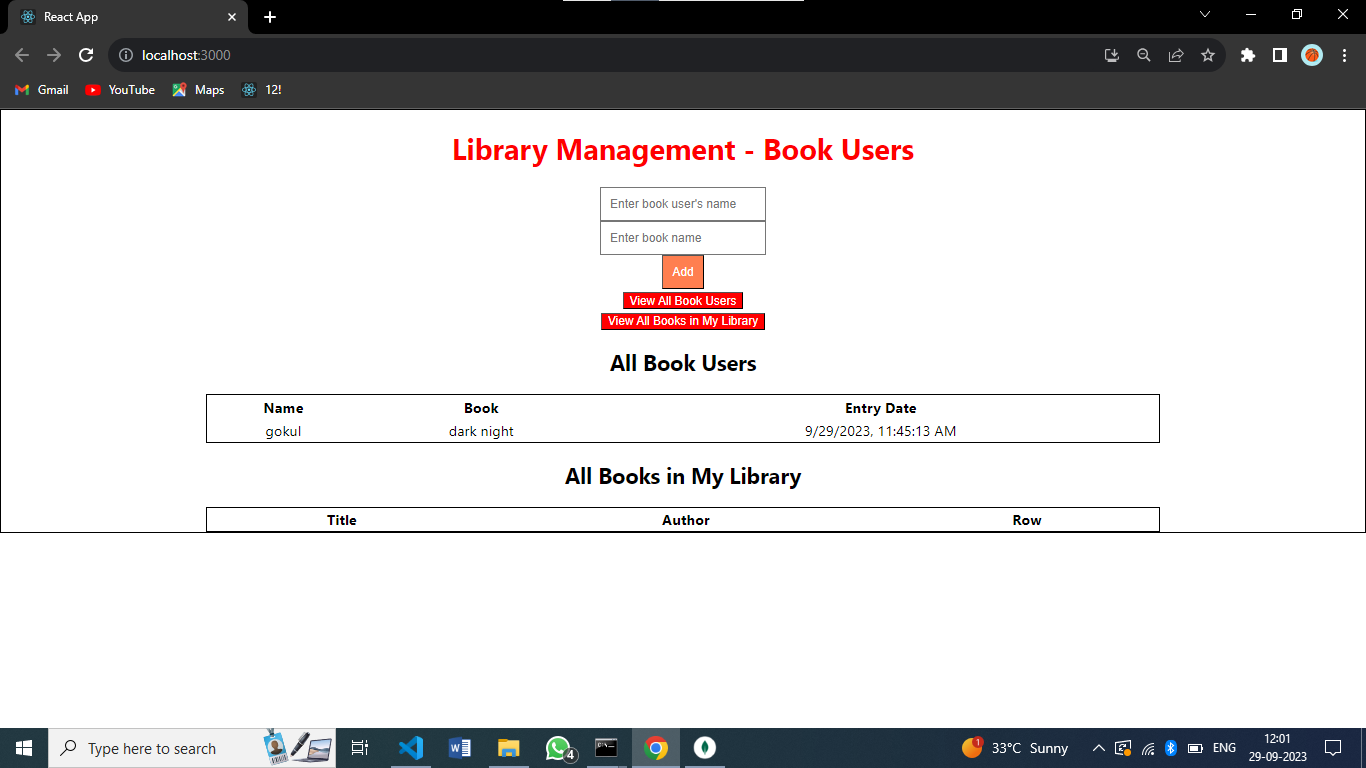 React App
localhost:3000
Gmail YouTube Maps 12!
Library Management - Book Users
Enter book user's name
Enter book name
Add
View All Book Users
View All Books in My Library
All Book Users
Name Book Entry Date
gokul dark night 9/29/2023, 11:45:13 AM
All Books in My Library
Title Author Row
Type here to search
4
1
33°C Sunny
ENG
12:01
29-09-2023